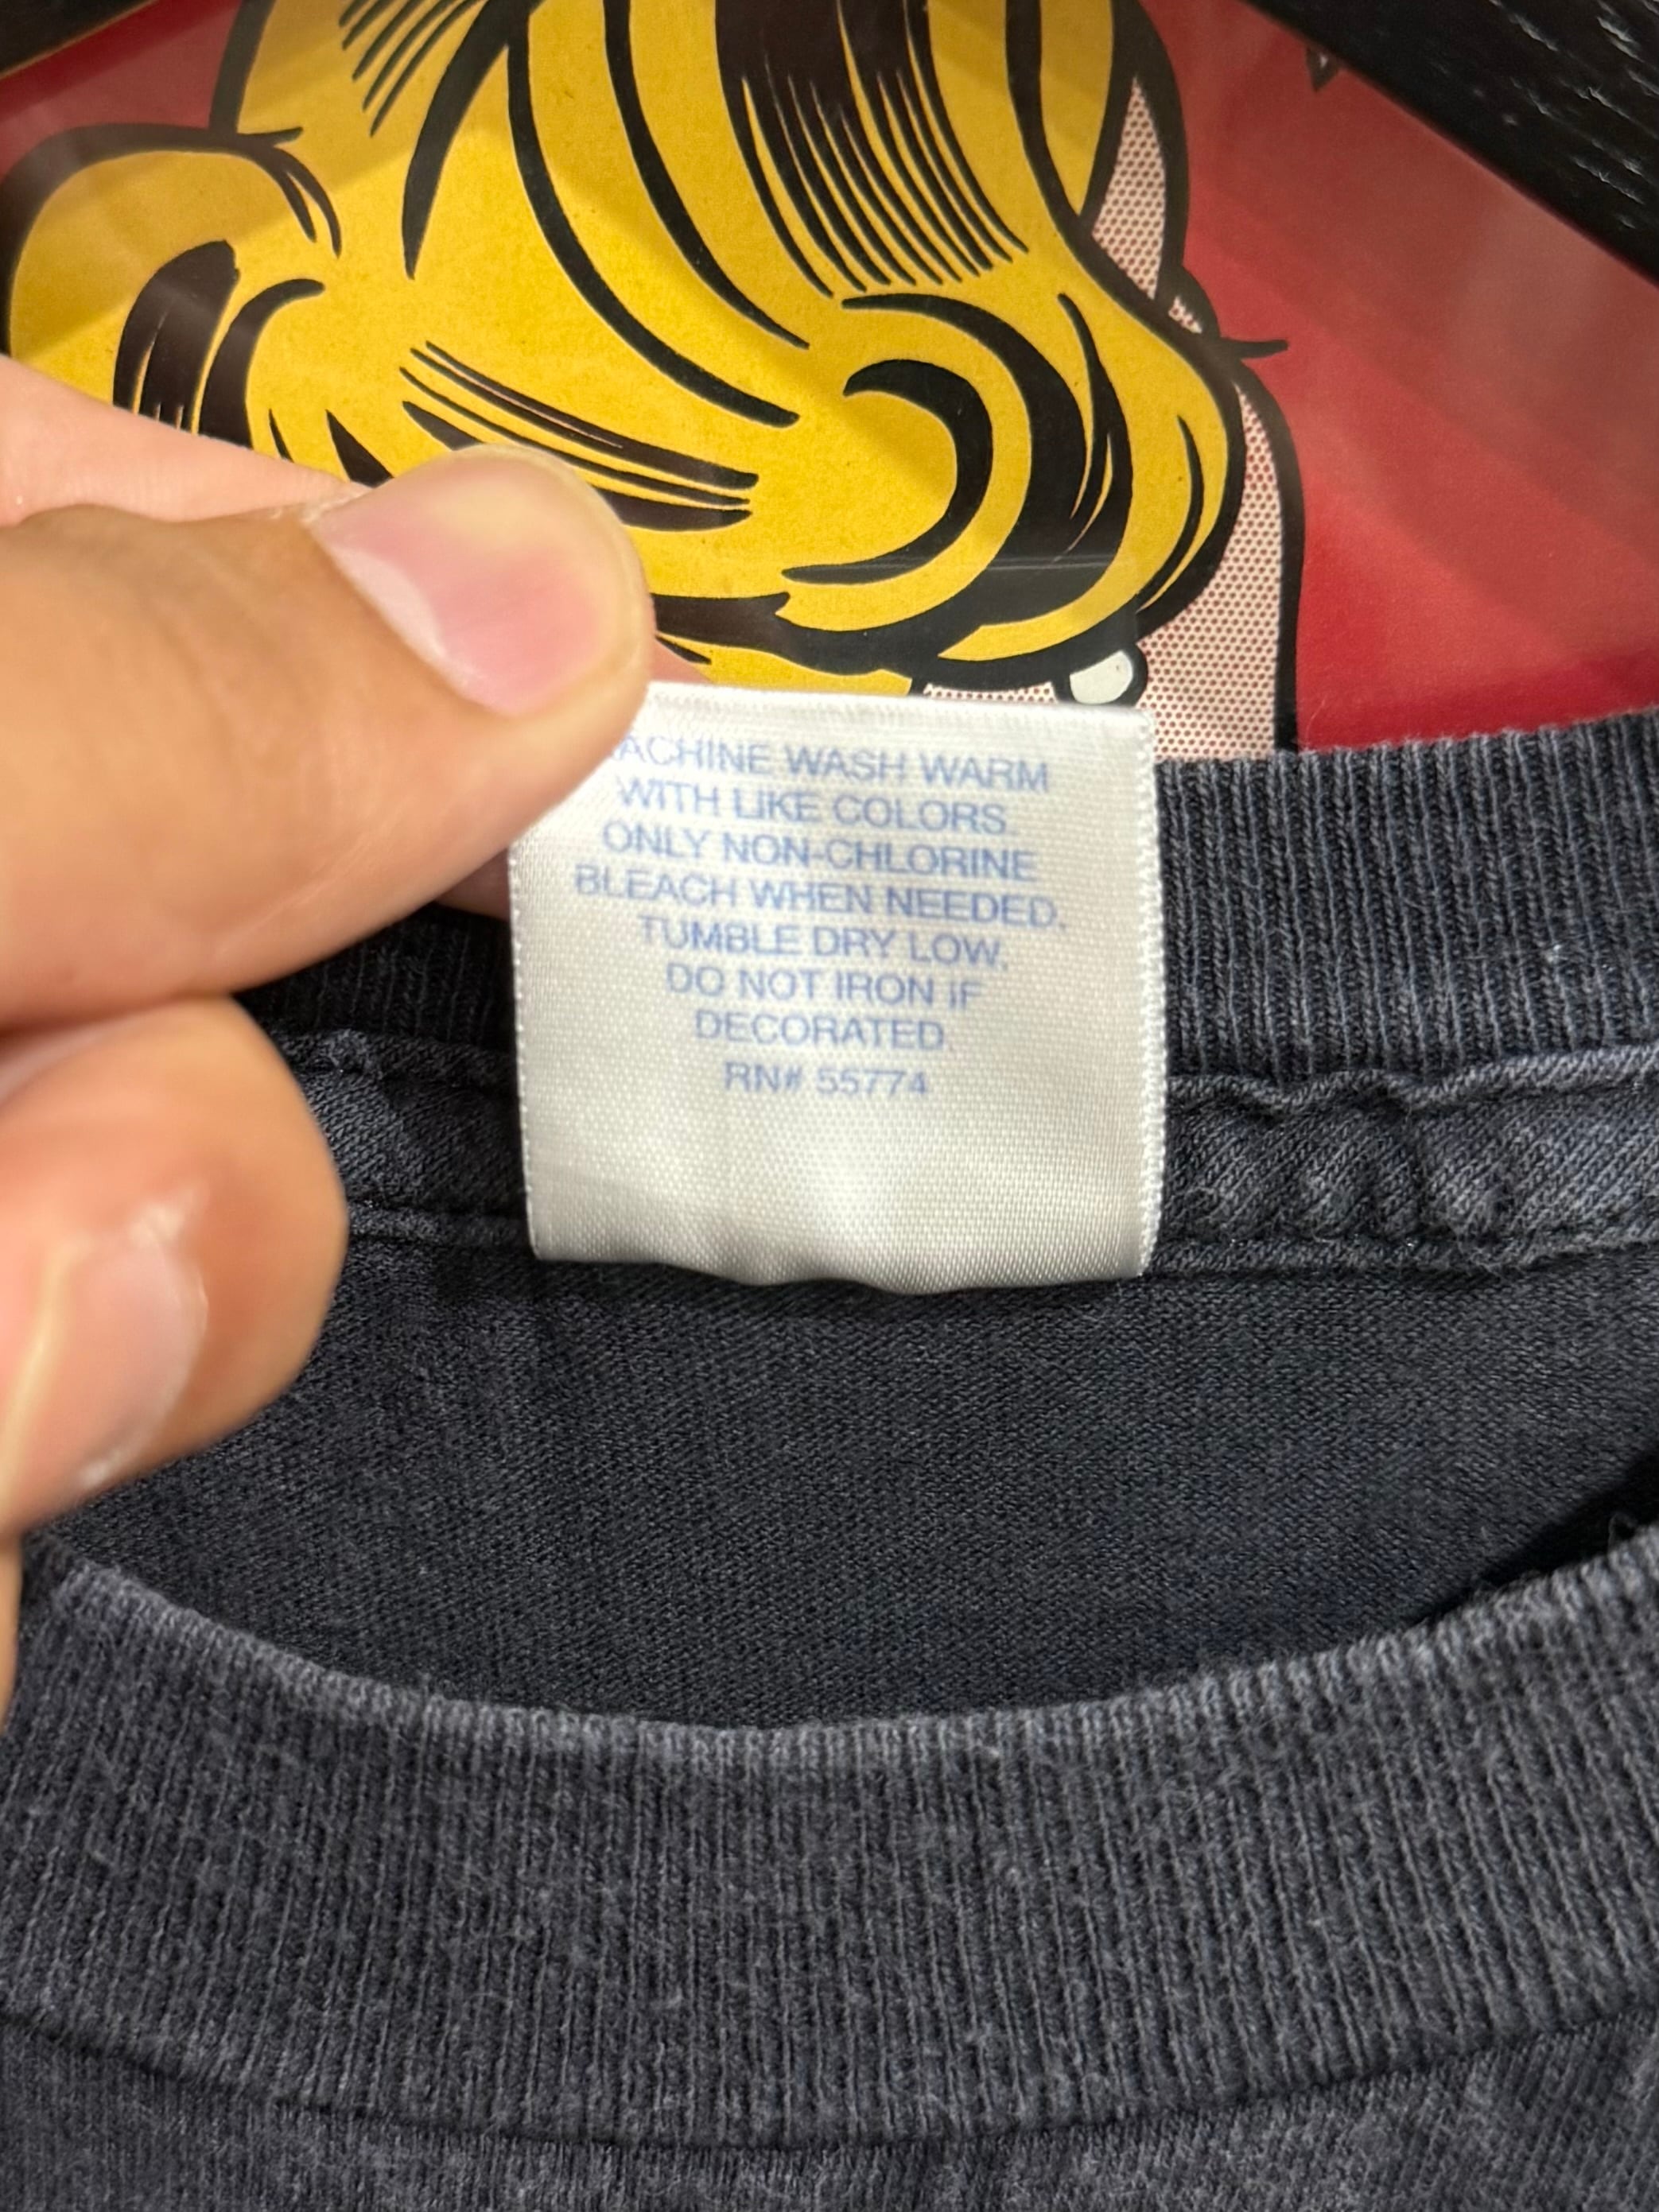 ACHINE WASH WARM
WITH LIKE COLORS.
ONLY NON-CHLORINE
BLEACH WHEN NEEDED.
TUMBLE DRY LOW.
DO NOT IRON IF
DECORATED.
RN# 55774